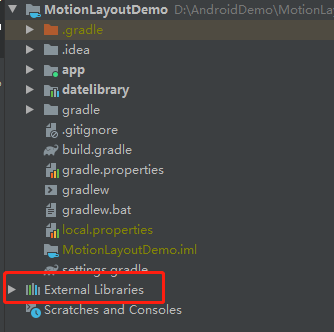 MotionLayoutDemo D:\AndroidDemo\MotionLay
.gradle
.idea
app
datelibrary
gradle
.gitignore
build.gradle
gradle.properties
gradlew
gradlew.bat
local.properties
MotionLayoutDemo.iml
settings.gradle
External Libraries
Scratches and Consoles